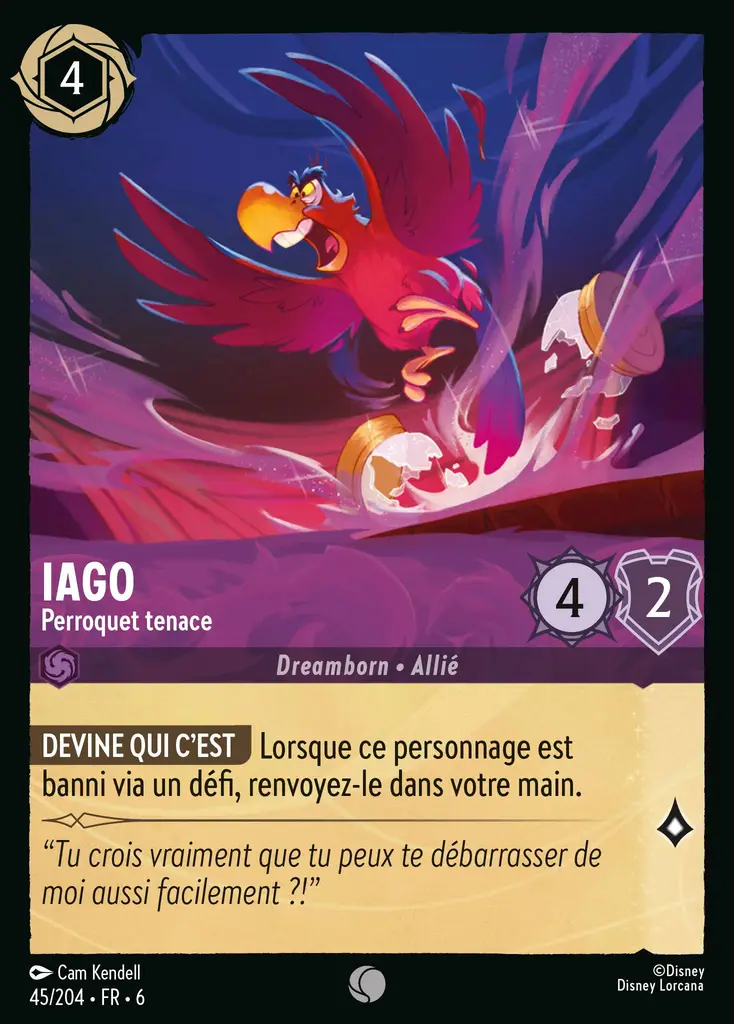 4
IAGO
Perroquet tenace
4
2
Dreamborn • Allié
DEVINE QUI C'EST Lorsque ce personnage est
banni via un défi, renvoyez-le dans votre main.
“Tu crois vraiment que tu peux te débarrasser de
moi aussi facilement ?!”
Cam Kendell
45/204 • FR • 6
©Disney
Disney Lorcana